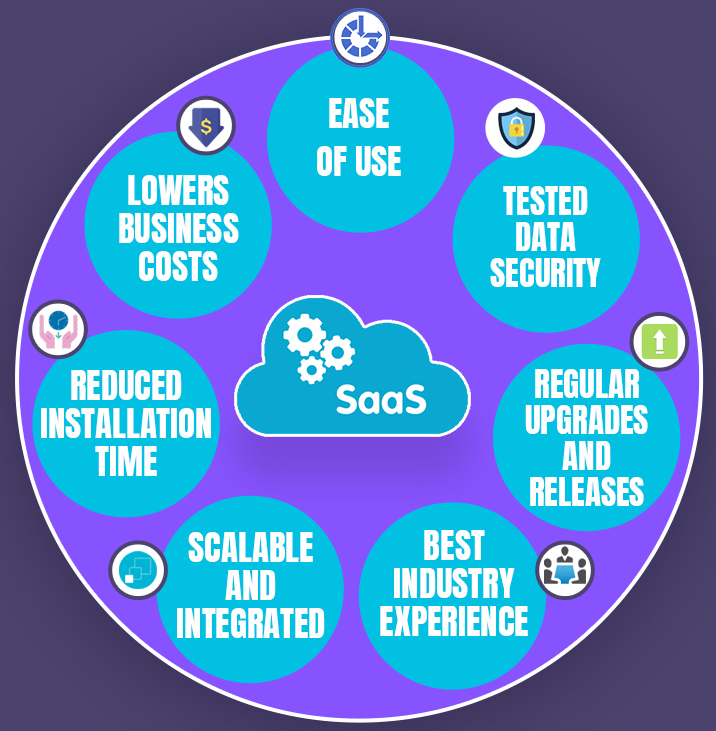 EASE
OF USE
TESTED
DATA
SECURITY
REGULAR
UPGRADES
AND
RELEASES
BEST
INDUSTRY
EXPERIENCE
SCALABLE
AND
INTEGRATED
REDUCED
INSTALLATION
TIME
LOWERS
BUSINESS
COSTS
$
SaaS